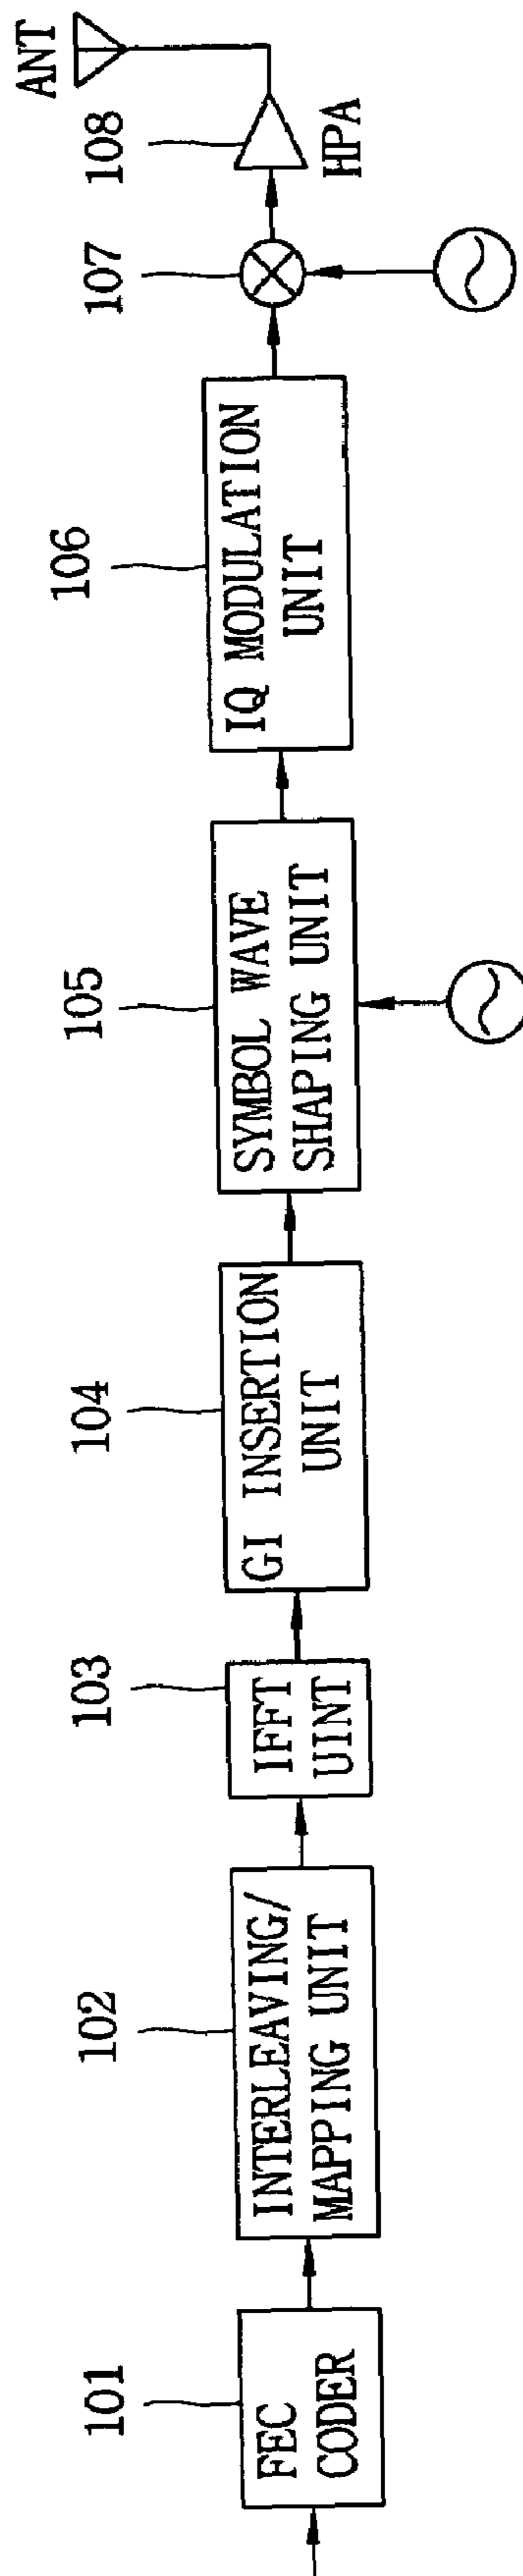 101
FEC
CODER
102
INTERLEAVING/
MAPPING UNIT
103
IFFT
UINT
104
GI INSERTION
UNIT
105
SYMBOL WAVE
SHAPING UNIT
106
IQ MODULATION
UNIT
107
108
HPA
ANT